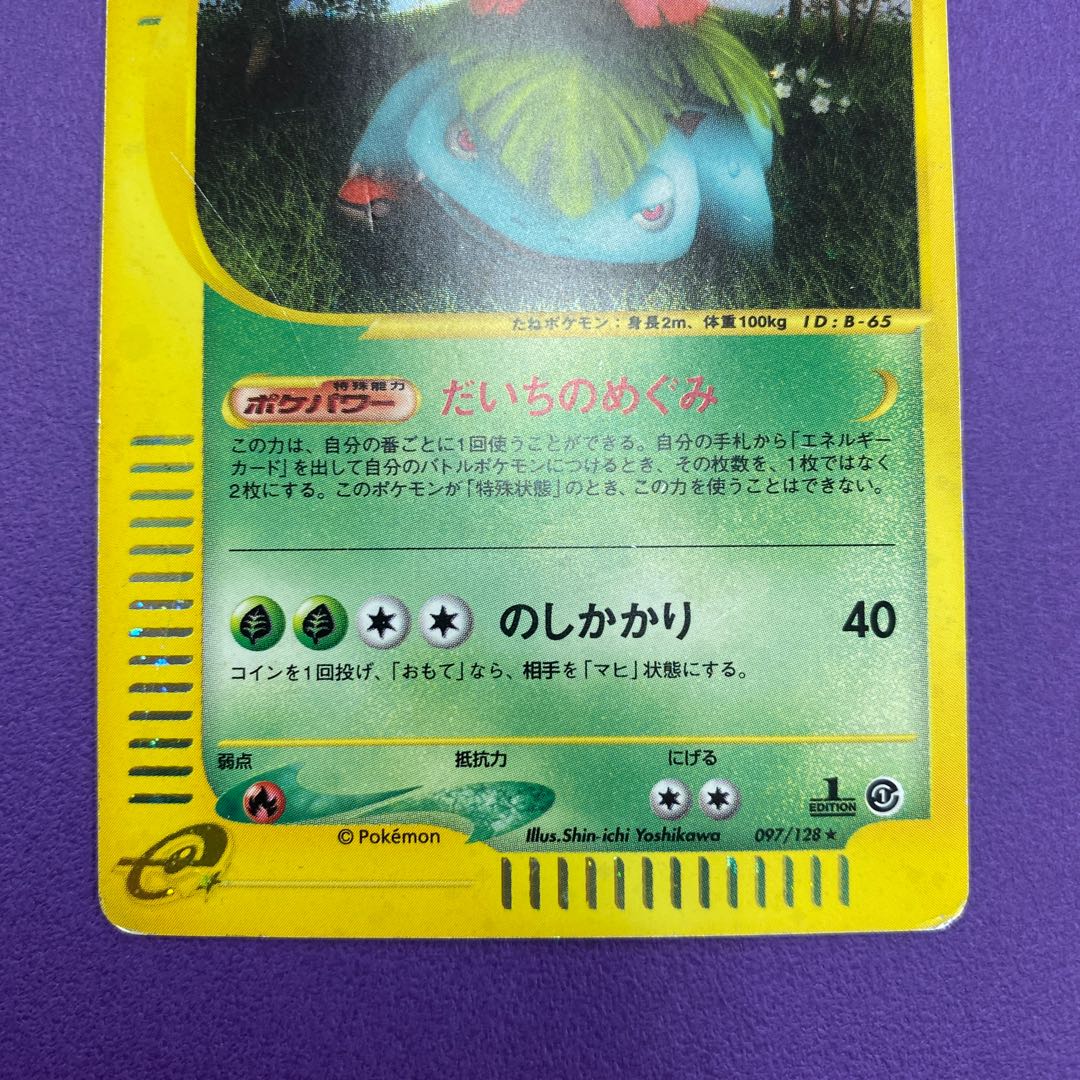 たねポケモン：身長2m、体重100kg ID：B-65
特殊能力
ポケパワー だいちのめぐみ
この力は、自分の番ごとに1回使うことができる。自分の手札から「エネルギー
カード」を出して自分のバトルポケモンにつけるとき、その枚数を、1枚ではなく
2枚にする。このポケモンが「特殊状態」のとき、この力を使うことはできない。
のしかかり 40
コインを1回投げ、「おもて」なら、相手を「マヒ」状態にする。
弱点 抵抗力 にげる
1
EDITION
© Pokémon Illus.Shin-ichi Yoshikawa 097/128 ★
e